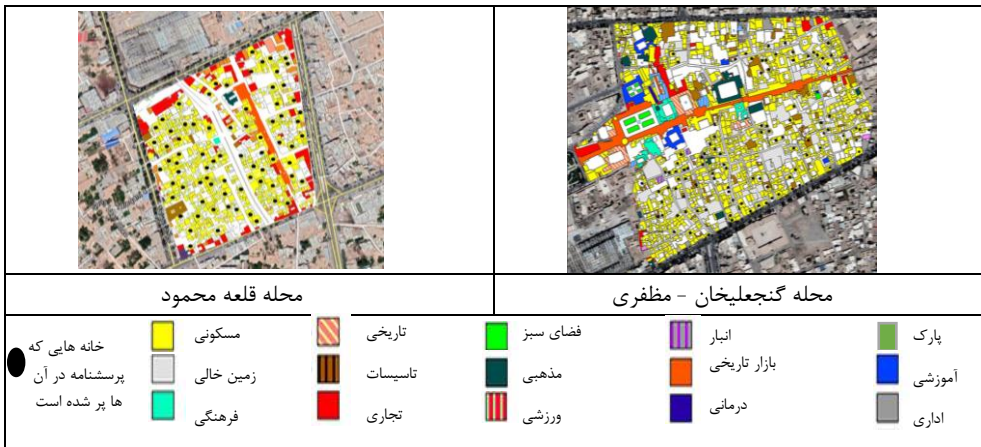 محله گنجعلیخان - مظفری
محله قلعه محمود
پارک
انبار
فضای سبز
تاریخی
مسکونی
خانه هایی که
پرسشنامه در آن
ها پر شده است
آموزشی
بازار تاریخی
مذهبی
تاسیسات
زمین خالی
اداری
درمانی
ورزشی
تجاری
فرهنگی